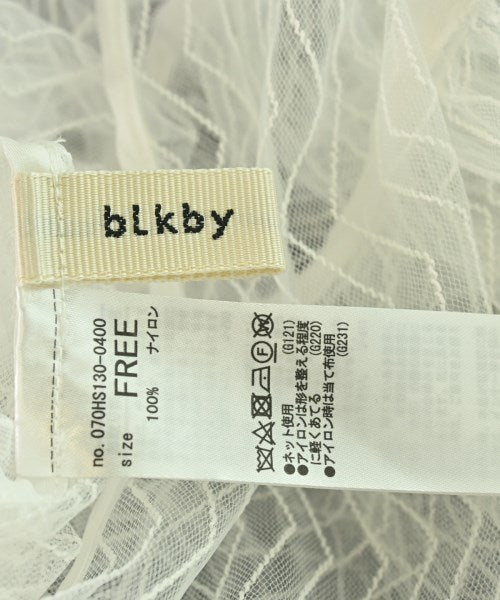 blkby
no. 070HS130-0400
size
FREE
100% ナイロン
●ネット使用 (G121)
●アイロンは形を整える程度
に軽くあてる (G220)
●アイロン時は当て布使用
(G231)